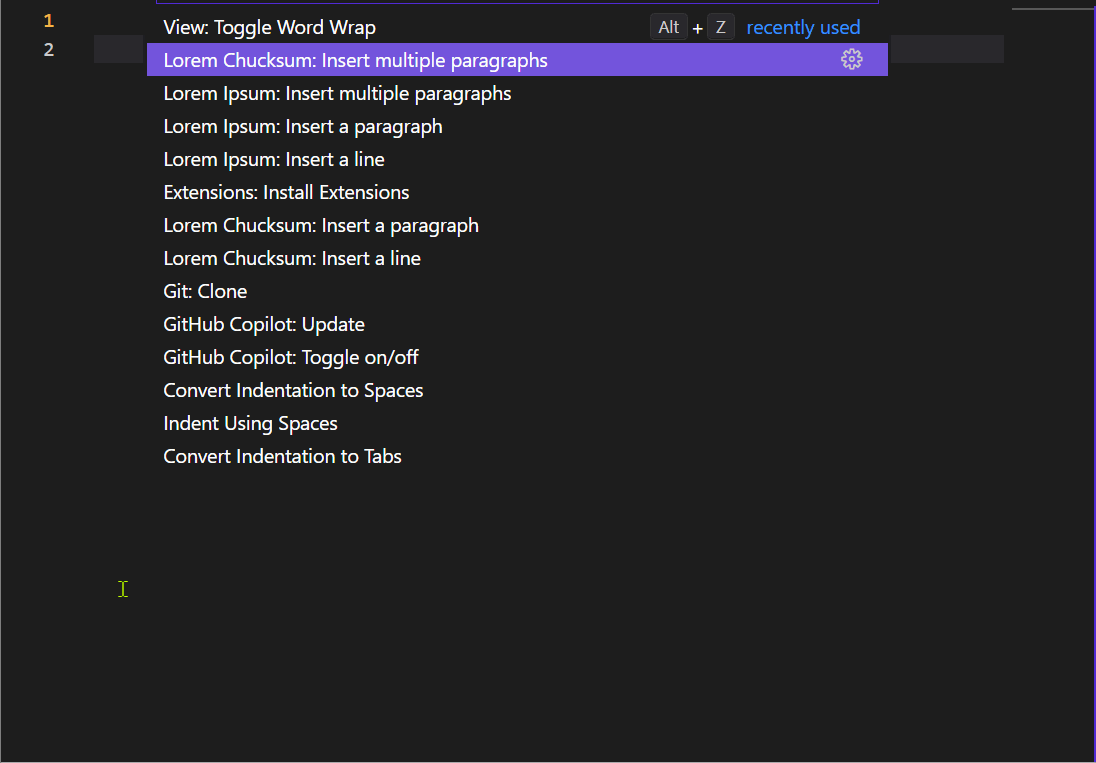 1
2
View: Toggle Word Wrap Alt + Z recently used
Lorem Chucksum: Insert multiple paragraphs
Lorem Ipsum: Insert multiple paragraphs
Lorem Ipsum: Insert a paragraph
Lorem Ipsum: Insert a line
Extensions: Install Extensions
Lorem Chucksum: Insert a paragraph
Lorem Chucksum: Insert a line
Git: Clone
GitHub Copilot: Update
GitHub Copilot: Toggle on/off
Convert Indentation to Spaces
Indent Using Spaces
Convert Indentation to Tabs